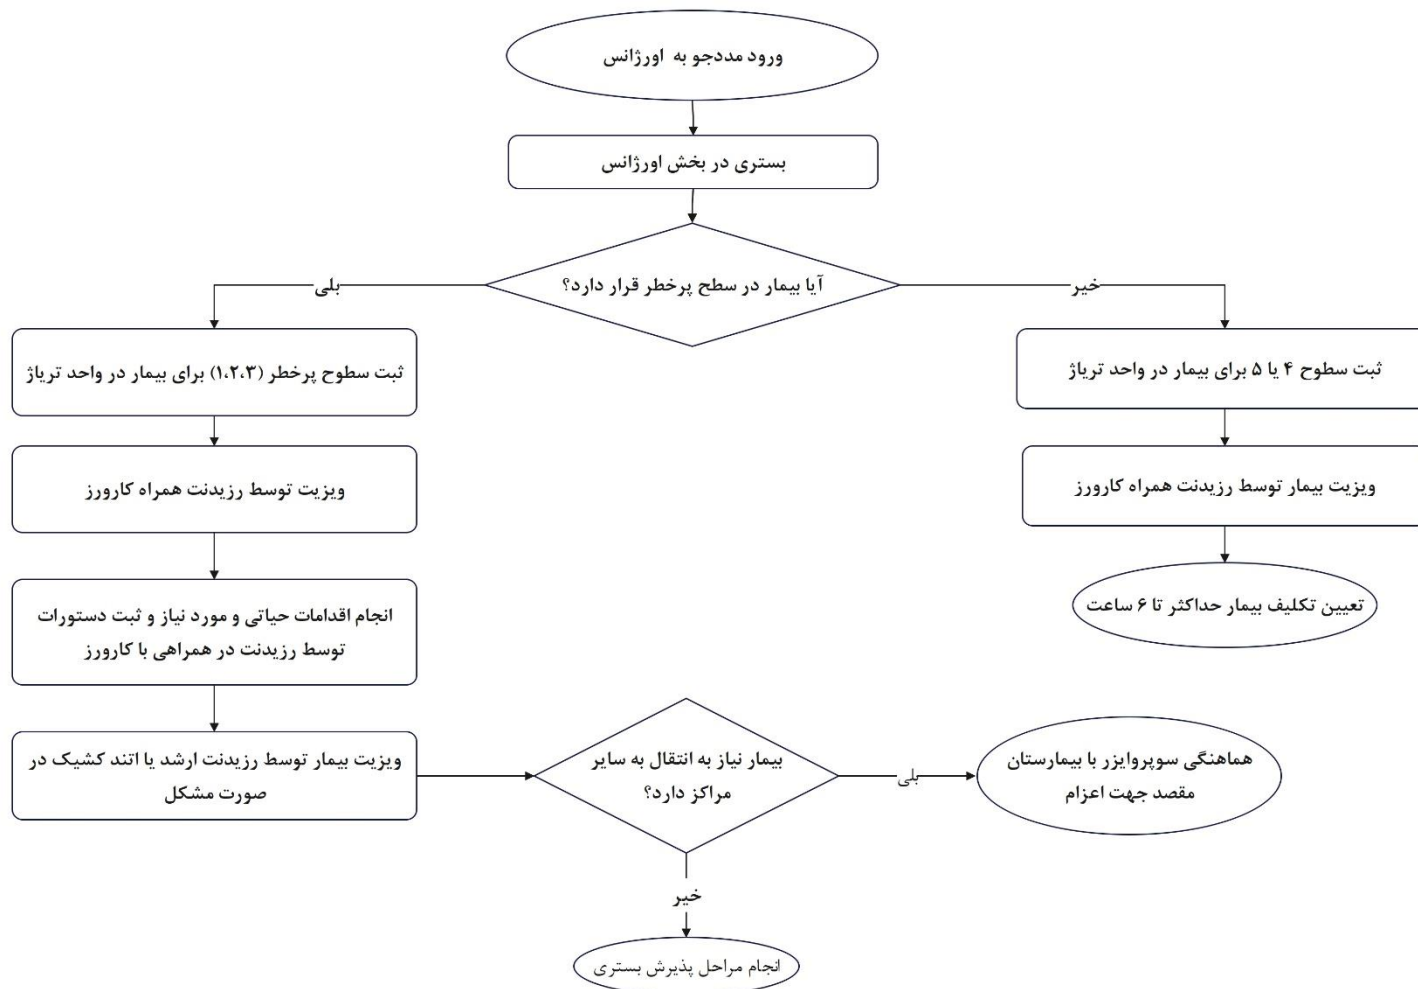 ورود مددجو به اورژانس
بستری در بخش اورژانس
آیا بیمار در سطح پرخطر قرار دارد؟
بلی
خیر
ثبت سطوح پرخطر (۱،۲،۳) برای بیمار در واحد تریاژ
ویزیت توسط رزیدنت همراه کارورز
انجام اقدامات حیاتی و مورد نیاز و ثبت دستورات
توسط رزیدنت در همراهی با کارورز
ویزیت بیمار توسط رزیدنت ارشد یا اتند کشیک در
صورت مشکل
ثبت سطوح ۴ یا ۵ برای بیمار در واحد تریاژ
ویزیت بیمار توسط رزیدنت همراه کارورز
تعیین تکلیف بیمار حداکثر تا ۶ ساعت
بیمار نیاز به انتقال به سایر
مراکز دارد؟
بلی
هماهنگی سوپروایزر با بیمارستان
مقصد جهت اعزام
خیر
انجام مراحل پذیرش بستری